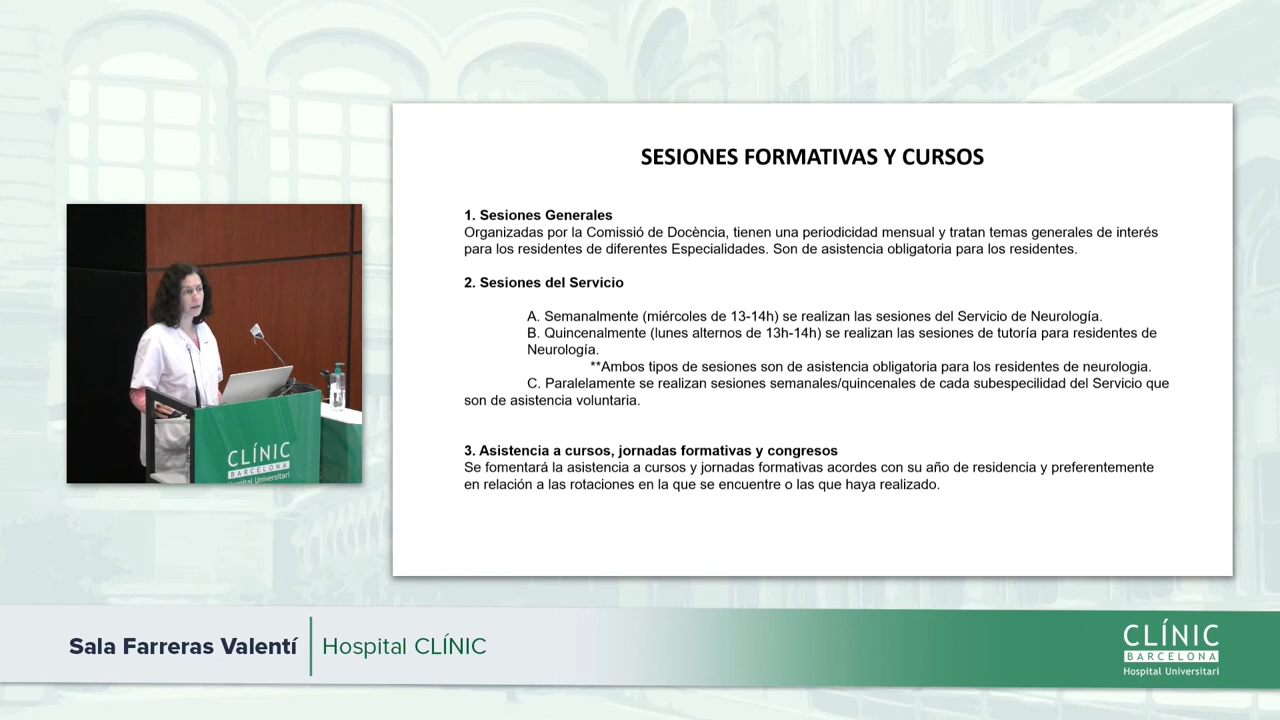 SESIONES FORMATIVAS Y CURSOS
1. Sesiones Generales
Organizadas por la Comissió de Docència, tienen una periodicidad mensual y tratan temas generales de interés
para los residentes de diferentes Especialidades. Son de asistencia obligatoria para los residentes.
2. Sesiones del Servicio
A. Semanalmente (miércoles de 13-14h) se realizan las sesiones del Servicio de Neurología.
B. Quincenalmente (lunes alternos de 13h-14h) se realizan las sesiones de tutoría para residentes de
Neurología.
**Ambos tipos de sesiones son de asistencia obligatoria para los residentes de neurologia.
C. Paralelamente se realizan sesiones semanales/quincenales de cada subespecilidad del Servicio que
son de asistencia voluntaria.
3. Asistencia a cursos, jornadas formativas y congresos
Se fomentará la asistencia a cursos y jornadas formativas acordes con su año de residencia y preferentemente
en relación a las rotaciones en la que se encuentre o las que haya realizado.
CLÍNIC
BARCELONA
Hospital Universitari
Sala Farreras Valentí
Hospital CLÍNIC
CLÍNIC
BARCELONA
Hospital Universitari